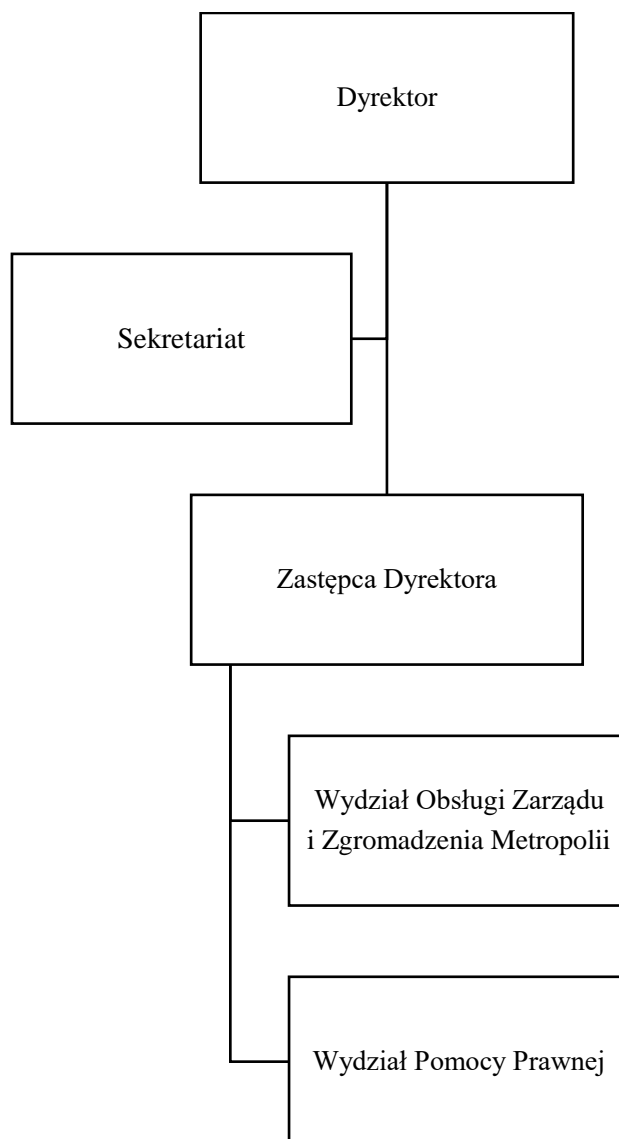 Dyrektor
Sekretariat
Zastępca Dyrektora
Wydział Obsługi Zarządu
i Zgromadzenia Metropolii
Wydział Pomocy Prawnej